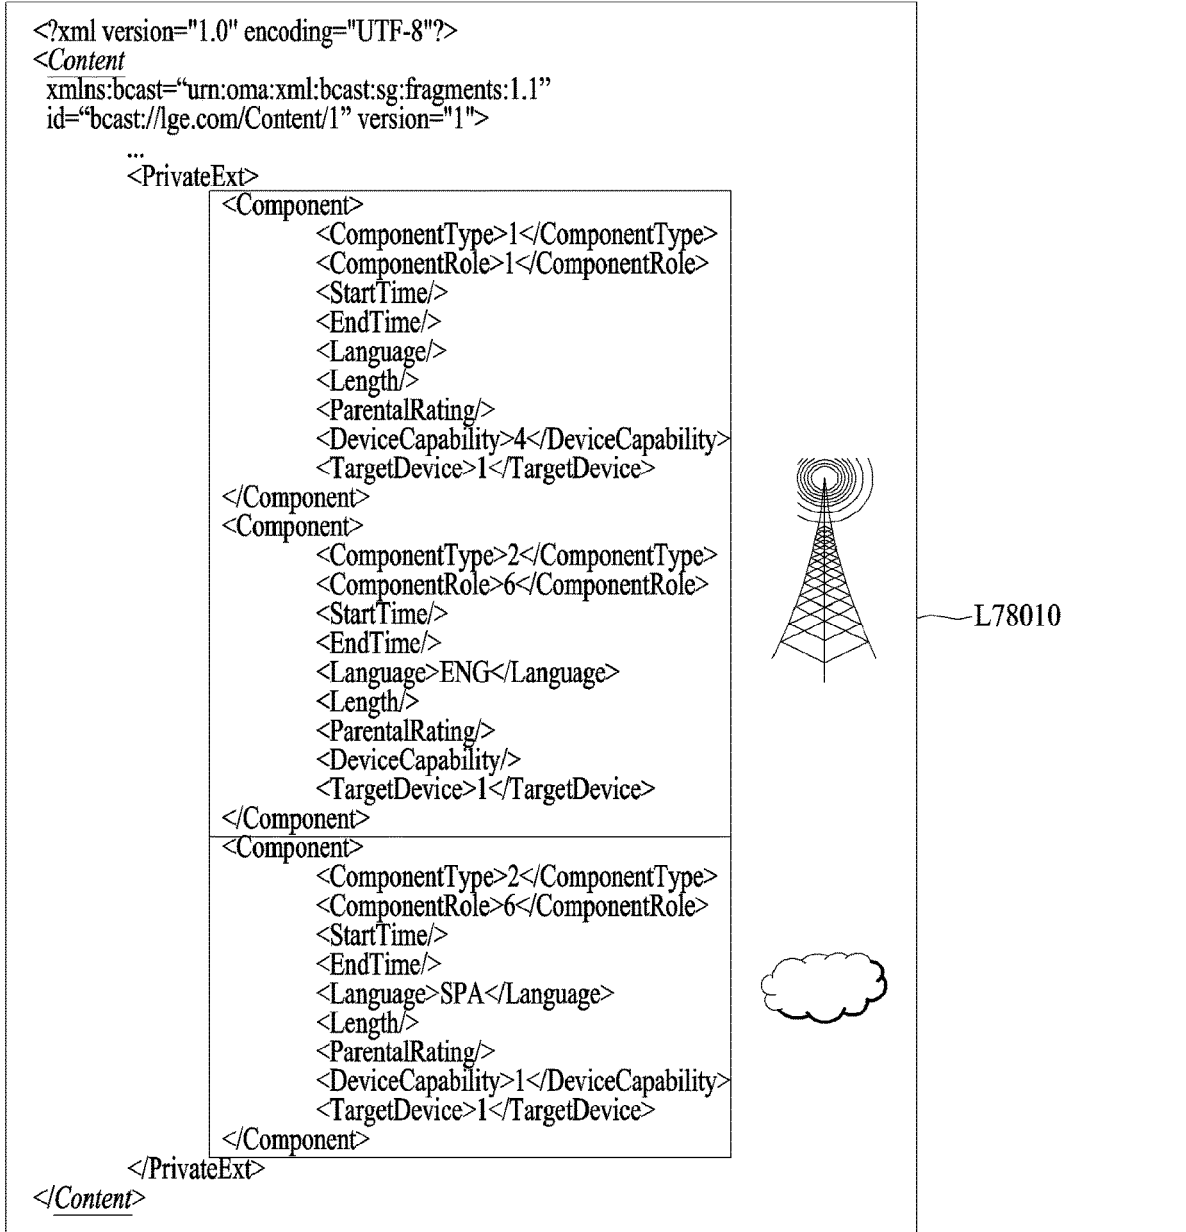 <?xml version="1.0" encoding="UTF-8"?>
<Content
xmlns:bcast=“urn:oma:xml:bcast:sg:fragments:1.1”
id=“bcast://lge.com/Content/1” version="1">
...
<PrivateExt>
<Component>
<ComponentType>1</ComponentType>
<ComponentRole>1</ComponentRole>
<StartTime/>
<EndTime/>
<Language/>
<Length/>
<ParentalRating/>
<DeviceCapability>4</DeviceCapability>
<TargetDevice>1</TargetDevice>
</Component>
<Component>
<ComponentType>2</ComponentType>
<ComponentRole>6</ComponentRole>
<StartTime/>
<EndTime/>
<Language>ENG</Language>
<Length/>
<ParentalRating/>
<DeviceCapability/>
<TargetDevice>1</TargetDevice>
</Component>
<Component>
<ComponentType>2</ComponentType>
<ComponentRole>6</ComponentRole>
<StartTime/>
<EndTime/>
<Language>SPA</Language>
<Length/>
<ParentalRating/>
<DeviceCapability>1</DeviceCapability>
<TargetDevice>1</TargetDevice>
</Component>
</PrivateExt>
</Content>
L78010